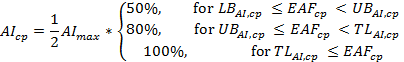 AI_cp = 1/2 AI_max * { 50%, for LB_AI,cp ≤ EAF_cp < UB_AI,cp
80%, for UB_AI,cp ≤ EAF_cp < TL_AI,cp
100%, for TL_AI,cp ≤ EAF_cp